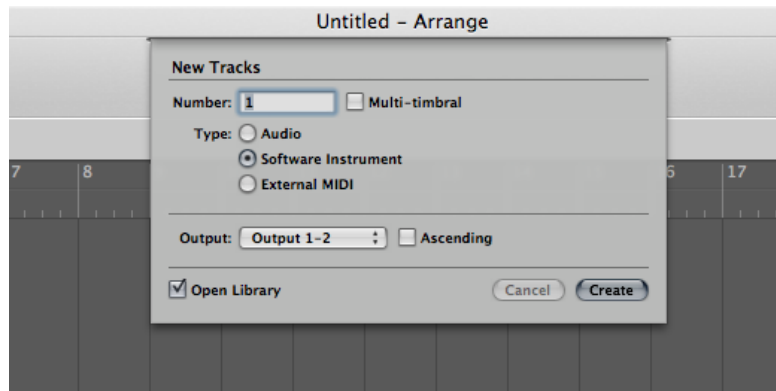 Untitled – Arrange
New Tracks
Number: 1 Multi-timbral
Type: Audio
Software Instrument
External MIDI
7 8 6 17
Output: Output 1-2 Ascending
Open Library Cancel Create